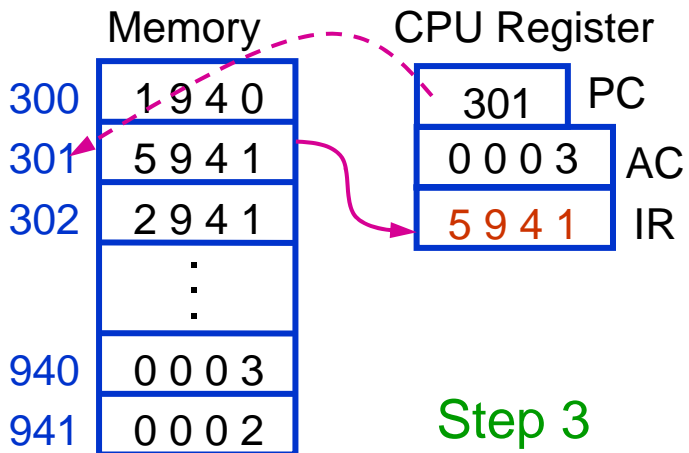 Memory CPU Register
300 1 9 4 0 301 PC
301 5 9 4 1 0 0 0 3 AC
302 2 9 4 1 5 9 4 1 IR
940 0 0 0 3
941 0 0 0 2
Step 3